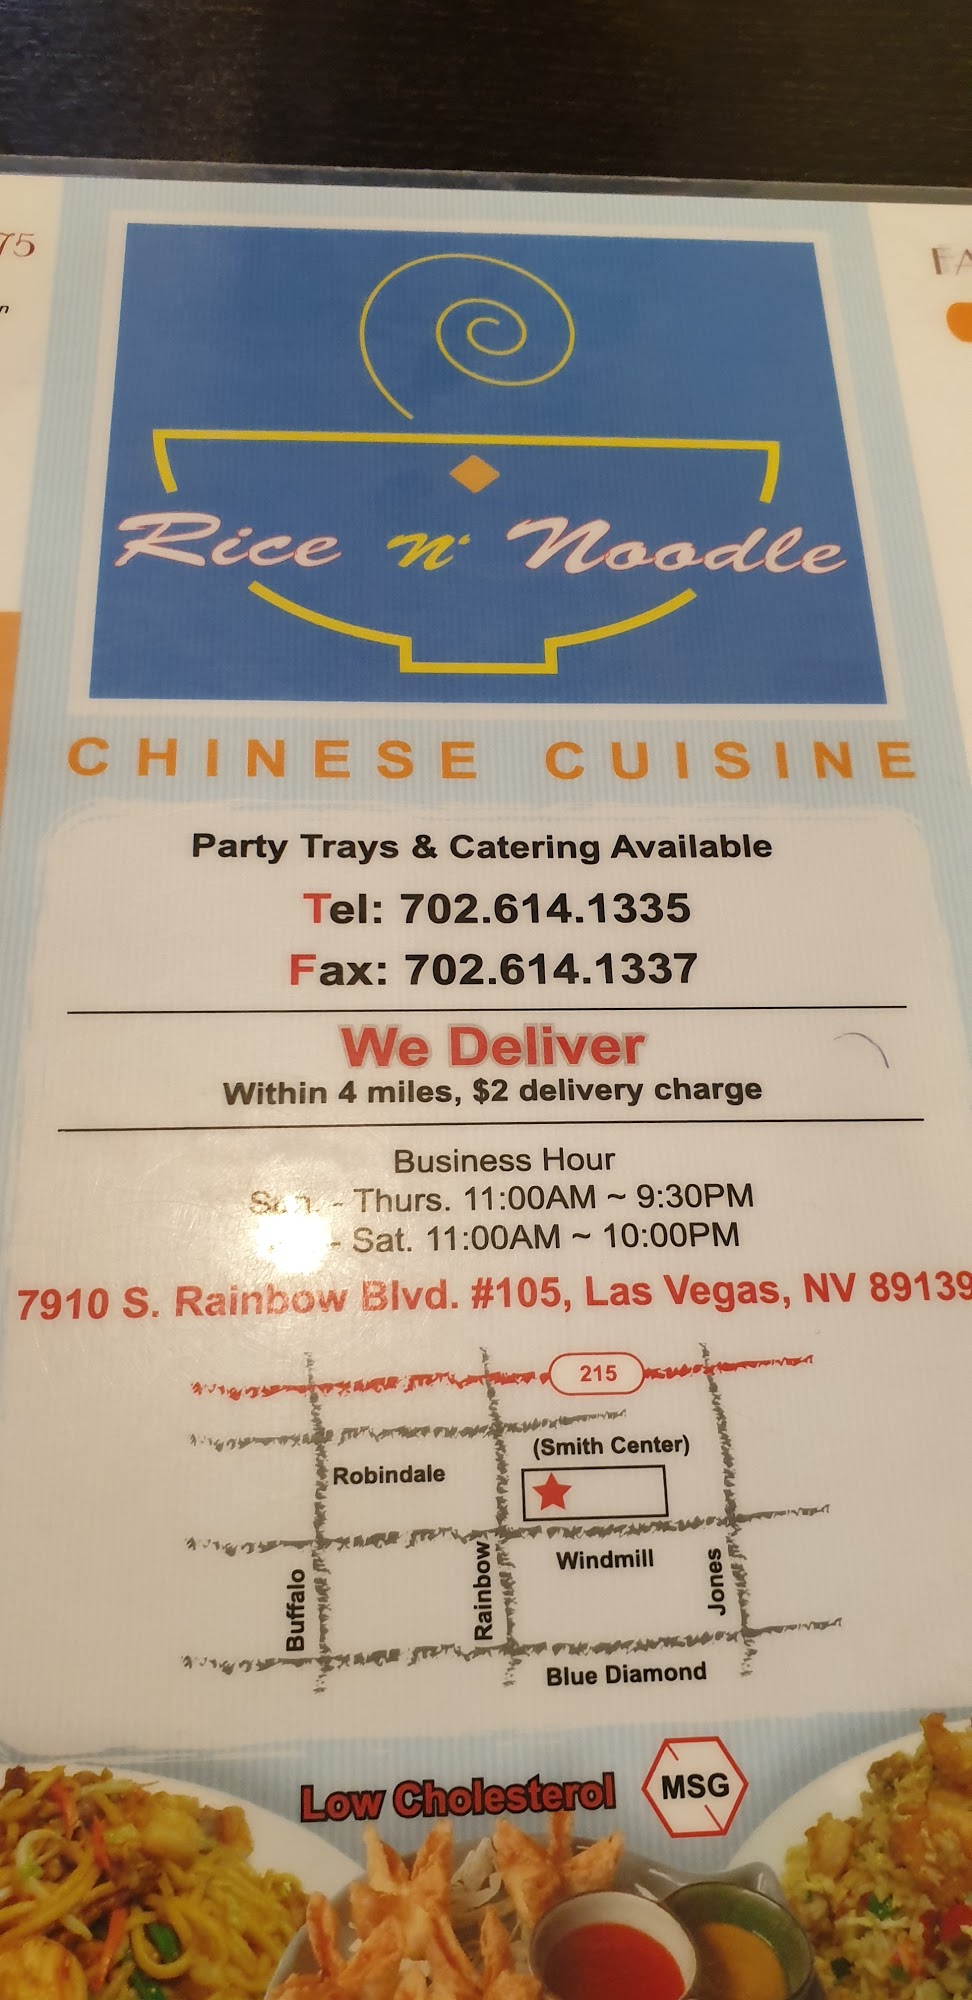 75
n
FA
Rice n' Noodle
CHINESE CUISINE
Party Trays & Catering Available
Tel: 702.614.1335
Fax: 702.614.1337
We Deliver
Within 4 miles, $2 delivery charge
Business Hour
Sun. - Thurs. 11:00AM ~ 9:30PM
- Sat. 11:00AM ~ 10:00PM
7910 S. Rainbow Blvd. #105, Las Vegas, NV 89139
215
(Smith Center)
Robindale
Windmill
Buffalo
Rainbow
Jones
Blue Diamond
Low Cholesterol
MSG